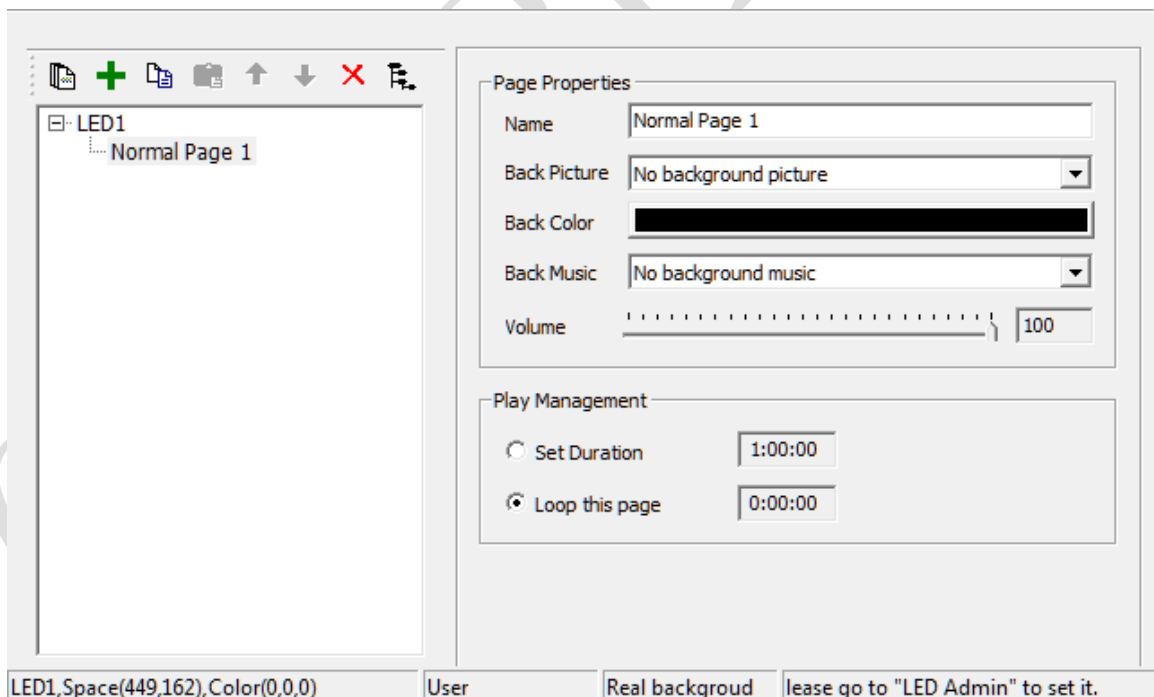 LED1
Normal Page 1
Page Properties
Name Normal Page 1
Back Picture No background picture
Back Color
Back Music No background music
Volume 100
Play Management
Set Duration 1:00:00
Loop this page 0:00:00
LED1,Space(449,162),Color(0,0,0) User Real backgroud lease go to "LED Admin" to set it.